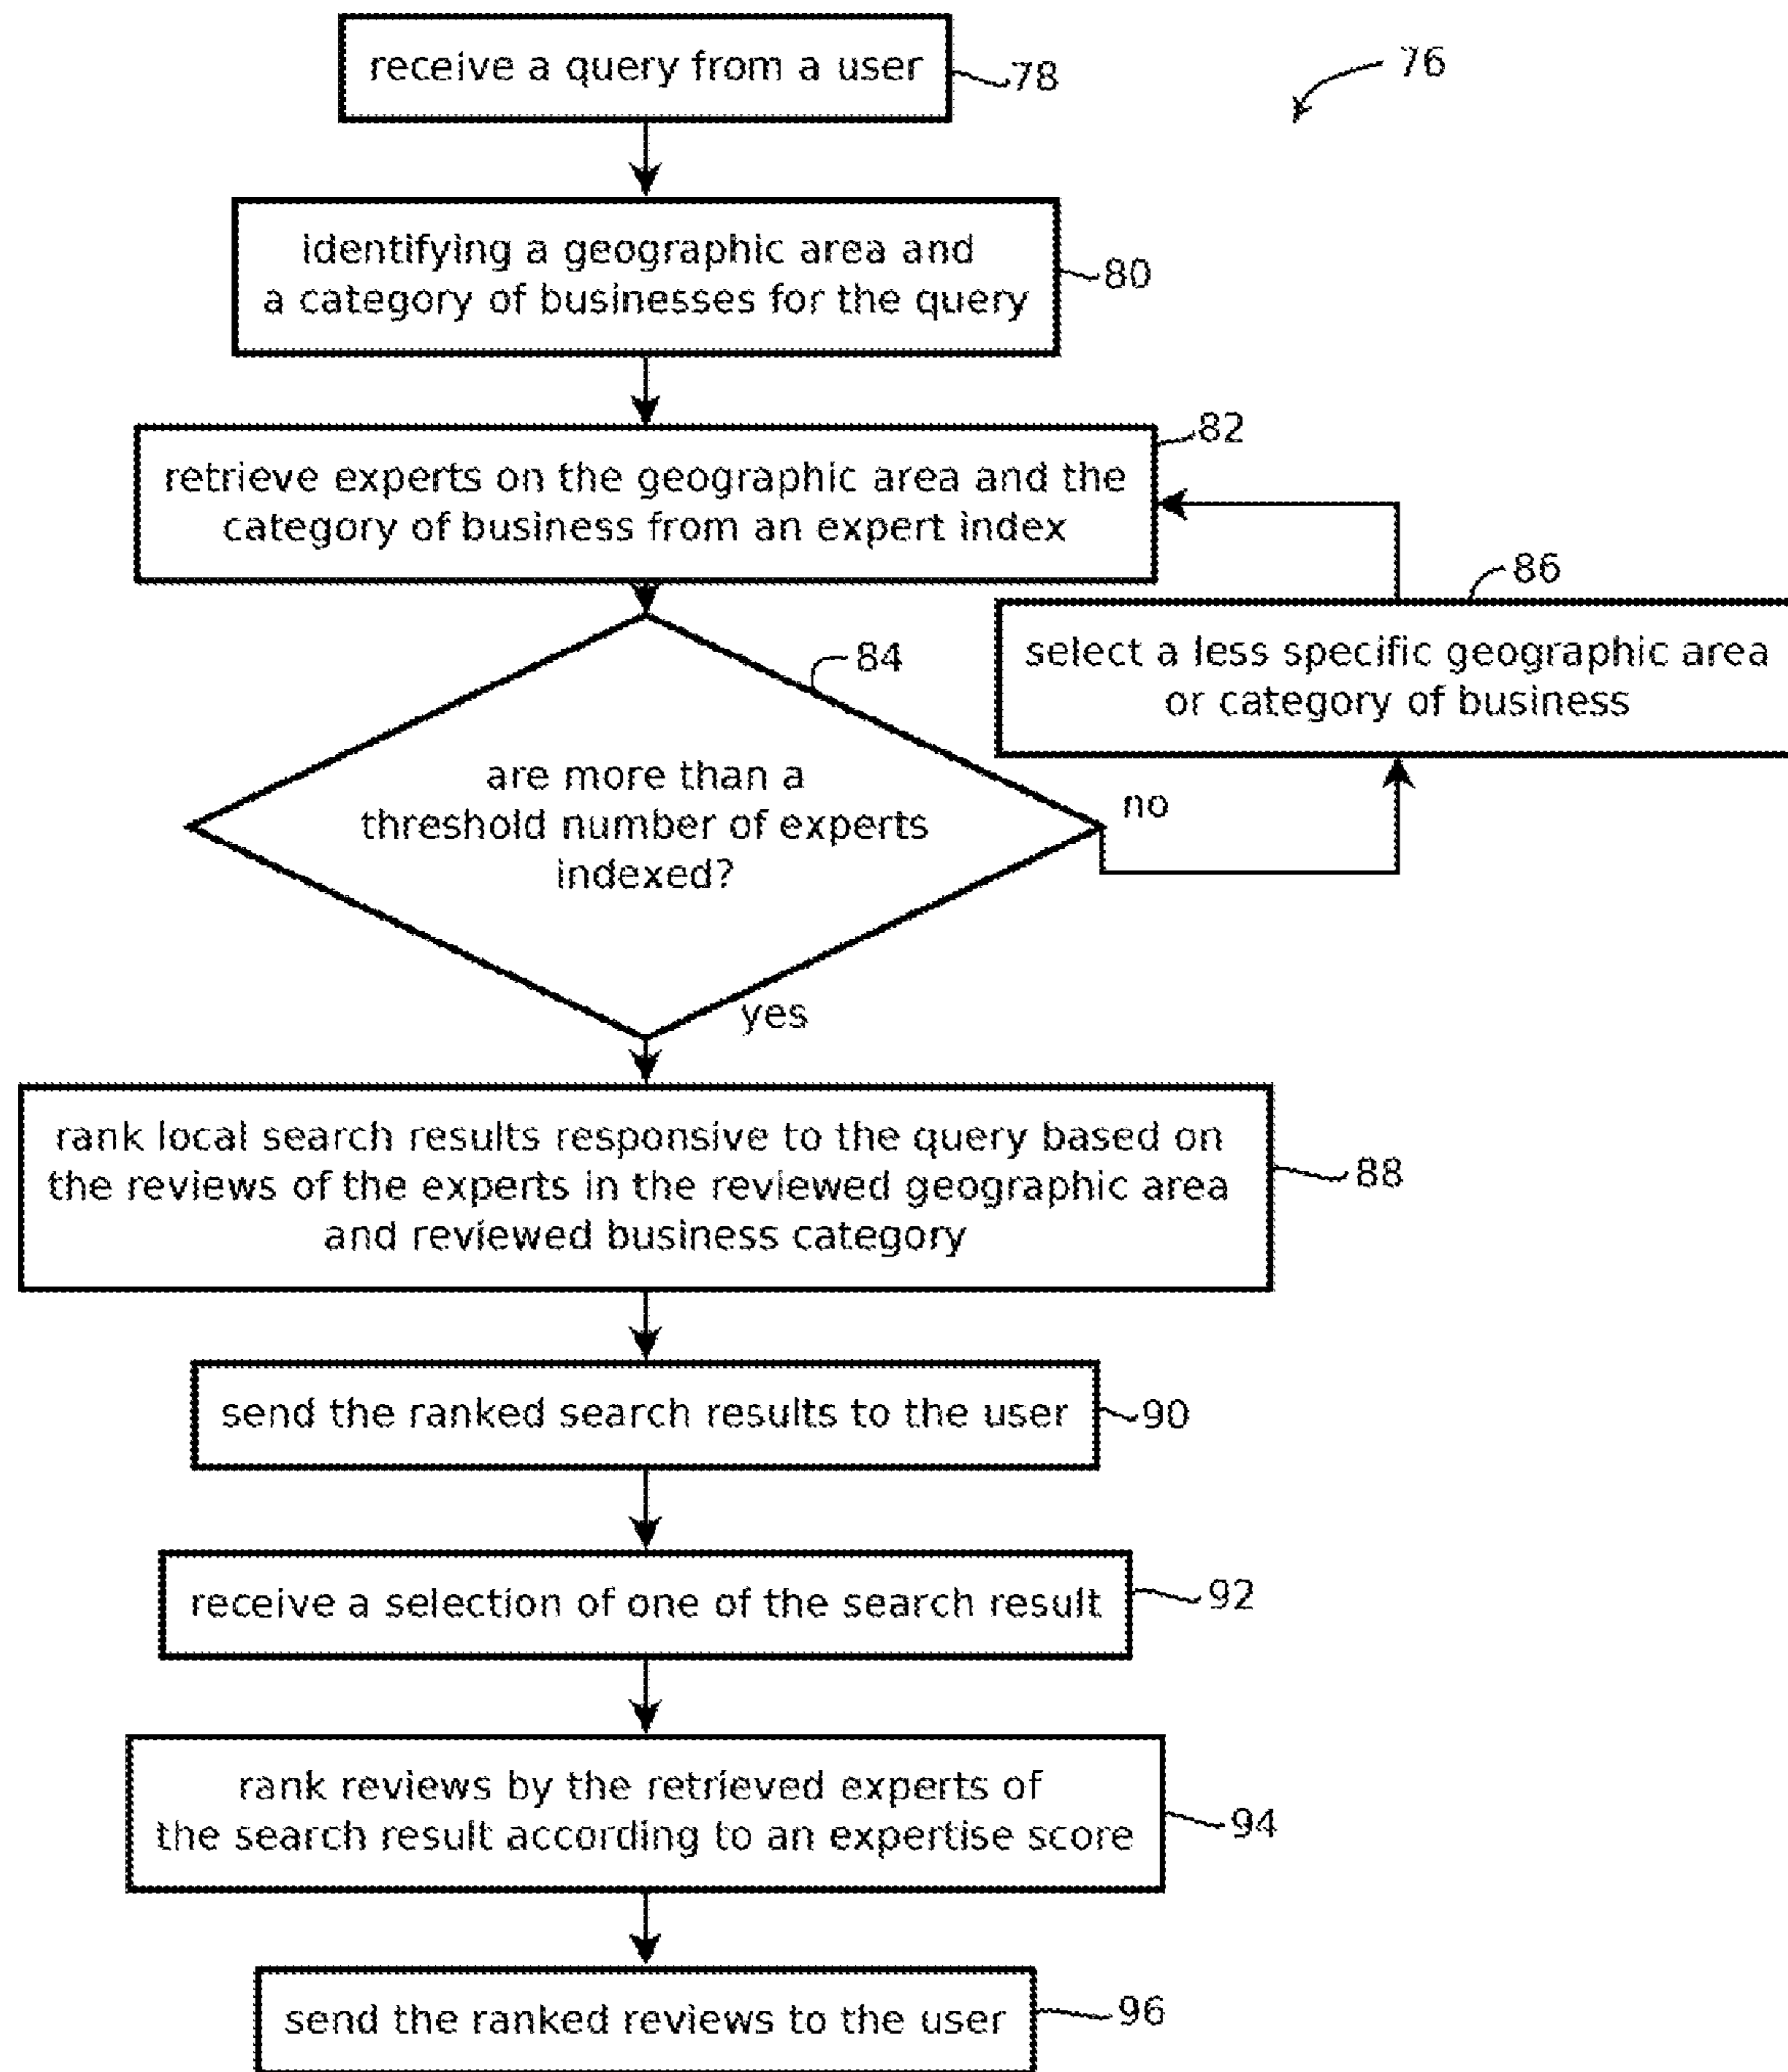 receive a query from a user
78
76
identifying a geographic area and
a category of businesses for the query
80
82
retrieve experts on the geographic area and the
category of business from an expert index
86
select a less specific geographic area
or category of business
84
are more than a
threshold number of experts
indexed?
no
yes
rank local search results responsive to the query based on
the reviews of the experts in the reviewed geographic area
and reviewed business category
88
send the ranked search results to the user
90
receive a selection of one of the search result
92
rank reviews by the retrieved experts of
the search result according to an expertise score
94
send the ranked reviews to the user
96